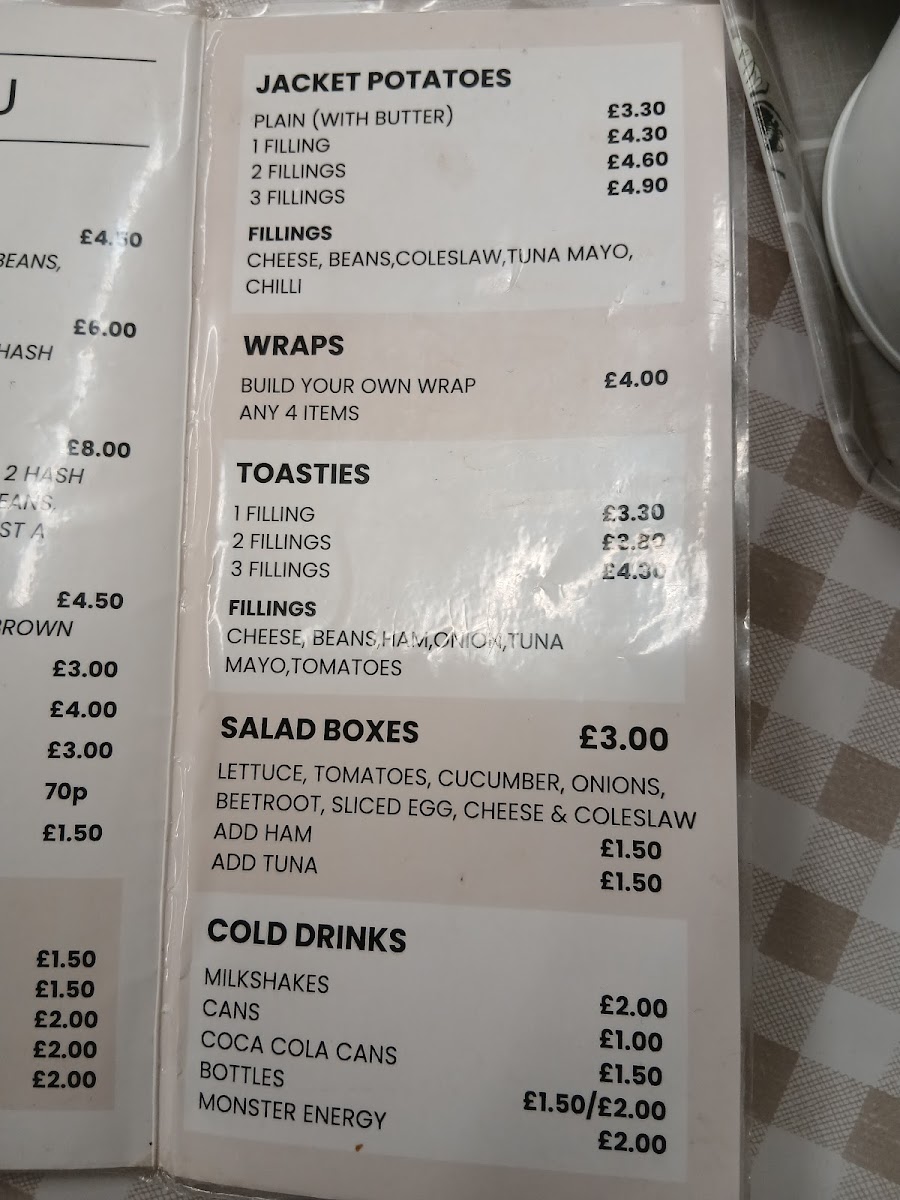 U
£4.50
BEANS,
£6.00
HASH
£8.00
2 HASH
EANS,
ST A
£4.50
BROWN
£3.00
£4.00
£3.00
70p
£1.50
£1.50
£1.50
£2.00
£2.00
£2.00
JACKET POTATOES
PLAIN (WITH BUTTER) £3.30
1 FILLING £4.30
2 FILLINGS £4.60
3 FILLINGS £4.90
FILLINGS
CHEESE, BEANS,COLESLAW,TUNA MAYO,
CHILLI
WRAPS
BUILD YOUR OWN WRAP £4.00
ANY 4 ITEMS
TOASTIES
1 FILLING £3.30
2 FILLINGS £3.80
3 FILLINGS £4.30
FILLINGS
CHEESE, BEANS,HAM,ONION,TUNA
MAYO,TOMATOES
SALAD BOXES £3.00
LETTUCE, TOMATOES, CUCUMBER, ONIONS,
BEETROOT, SLICED EGG, CHEESE & COLESLAW
ADD HAM £1.50
ADD TUNA £1.50
COLD DRINKS
MILKSHAKES £2.00
CANS £1.00
COCA COLA CANS £1.50
BOTTLES £1.50/£2.00
MONSTER ENERGY £2.00